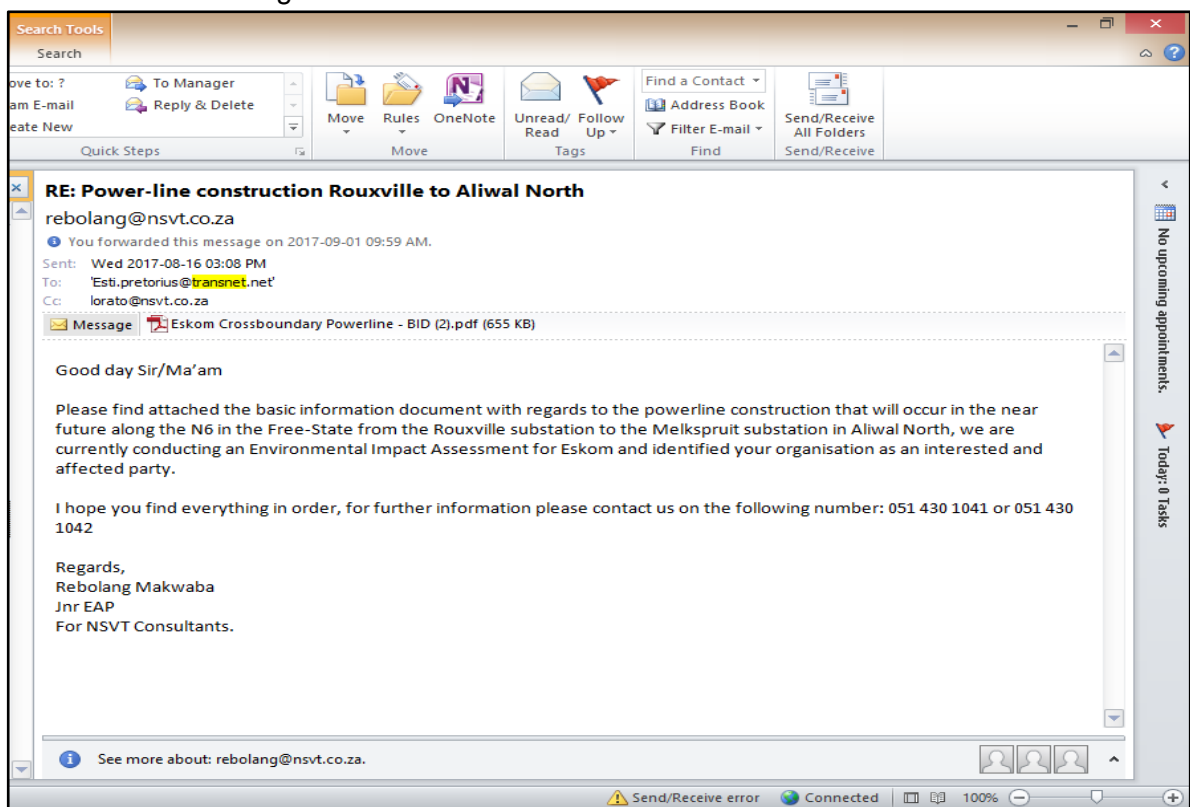 Search Tools
Search
ove to: ?
To Manager
am E-mail
Reply & Delete
eate New
Quick Steps
Move
Rules
OneNote
Move
Unread/ Read
Follow Up
Tags
Find a Contact
Address Book
Filter E-mail
Find
Send/Receive All Folders
Send/Receive
RE: Power-line construction Rouxville to Aliwal North
rebolang@nsvt.co.za
You forwarded this message on 2017-09-01 09:59 AM.
Sent: Wed 2017-08-16 03:08 PM
To: 'Esti.pretorius@transnet.net'
Cc: lorato@nsvt.co.za
Message Eskom Crossboundary Powerline - BID (2).pdf (655 KB)
Good day Sir/Ma'am
Please find attached the basic information document with regards to the powerline construction that will occur in the near
future along the N6 in the Free-State from the Rouxville substation to the Melkspruit substation in Aliwal North, we are
currently conducting an Environmental Impact Assessment for Eskom and identified your organisation as an interested and
affected party.
I hope you find everything in order, for further information please contact us on the following number: 051 430 1041 or 051 430
1042
Regards,
Rebolang Makwaba
Jnr EAP
For NSVT Consultants.
See more about: rebolang@nsvt.co.za.
No upcoming appointments.
Today: 0 Tasks
Send/Receive error Connected 100%